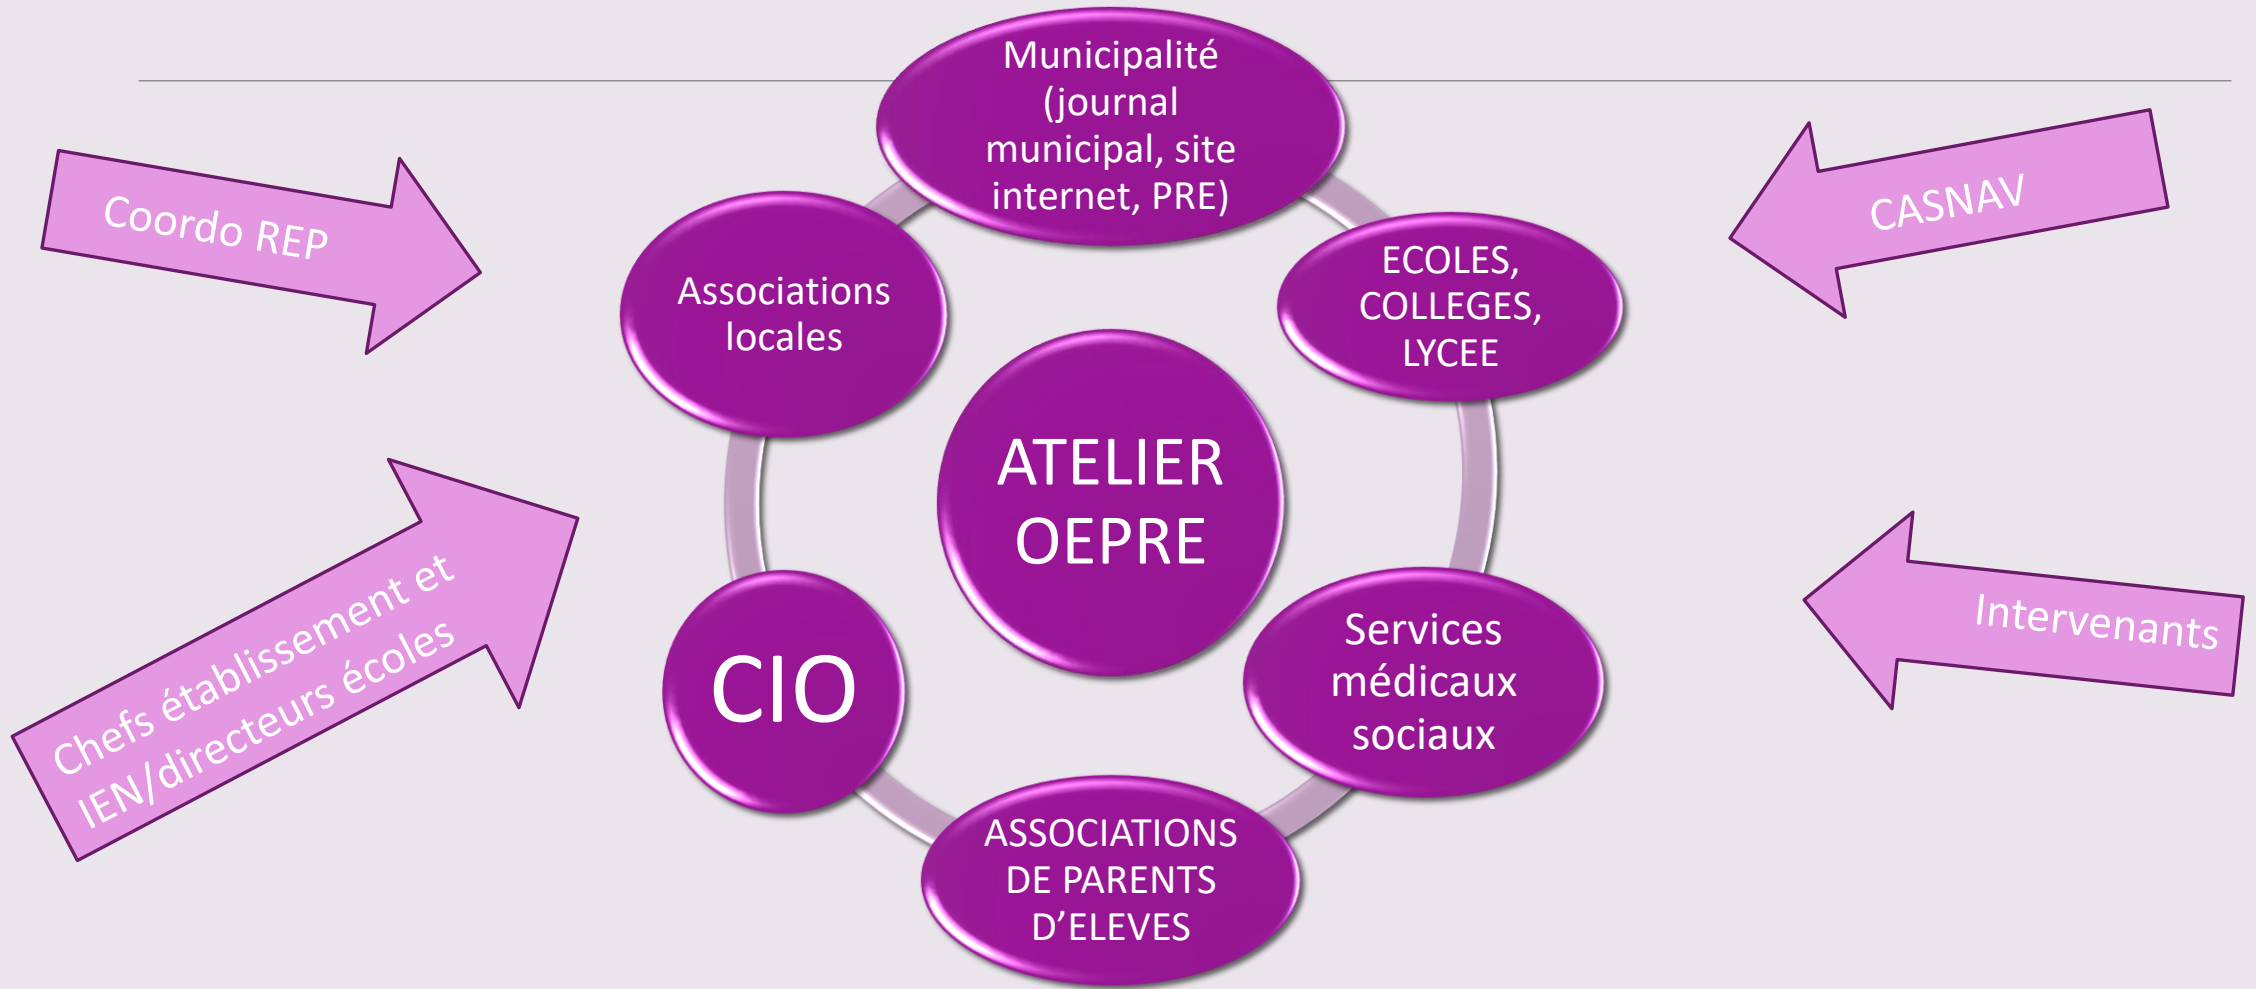 Municipalité
(journal
municipal, site
internet, PRE)
Coordo REP
CASNAV
Associations
locales
ECOLES,
COLLEGES,
LYCEE
ATELIER
OEPRE
Chefs établissement et
IEN/directeurs écoles
CIO
Services
médicaux
sociaux
Intervenants
ASSOCIATIONS
DE PARENTS
D’ELEVES